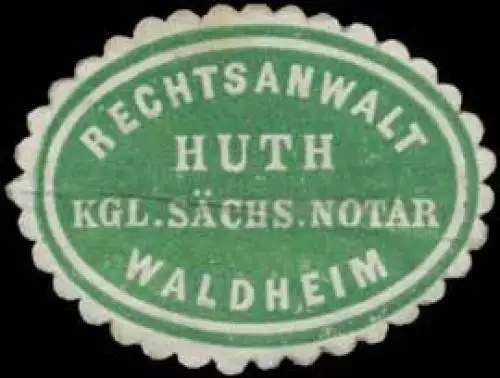 RECHTSANWALT
HUTH
KGL. SÄCHS. NOTAR
WALDHEIM